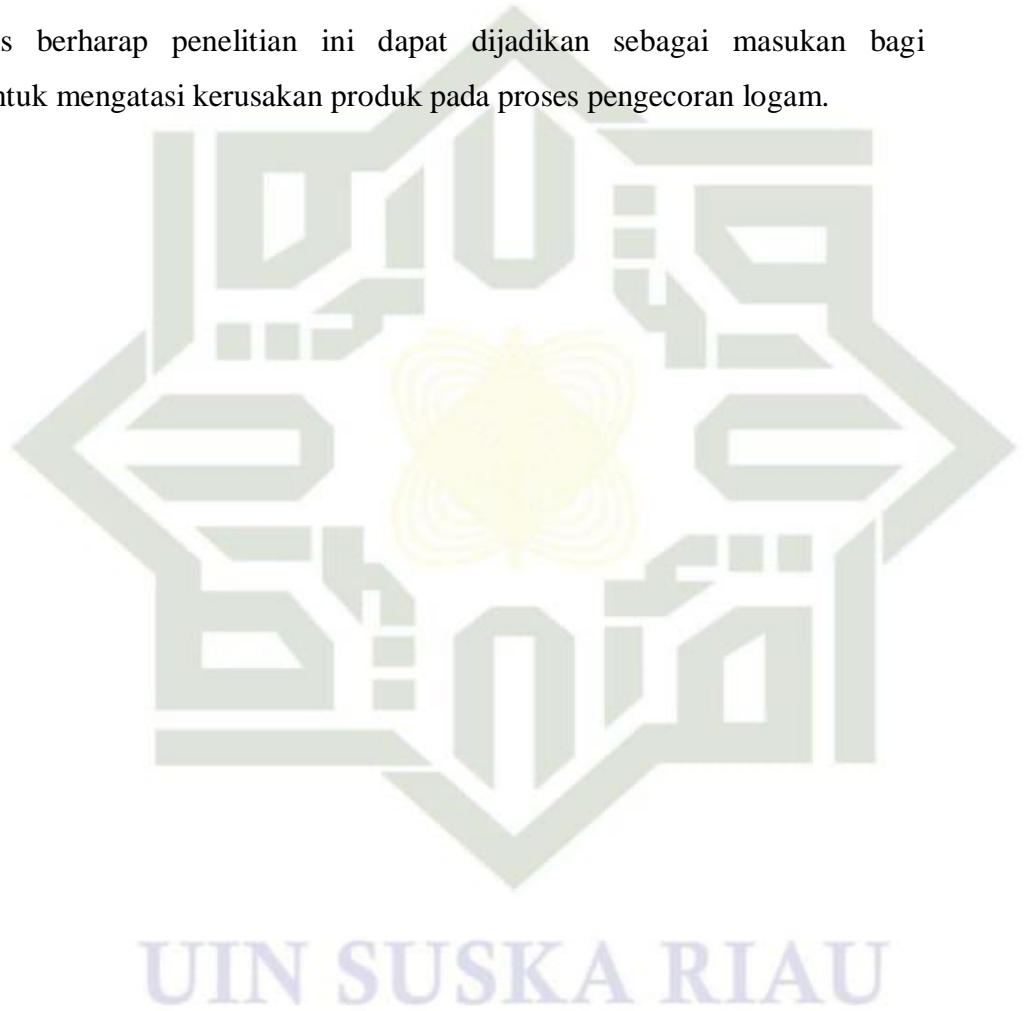 s berharap penelitian ini dapat dijadikan sebagai masukan bagi
ntuk mengatasi kerusakan produk pada proses pengecoran logam.
UIN SUSKA RIAU